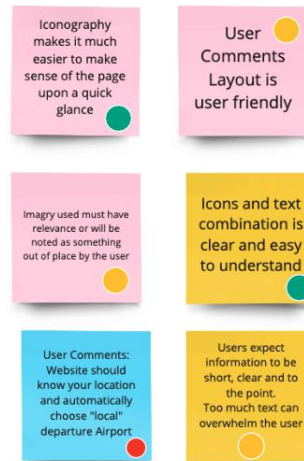 Iconography
makes it much
easier to make
sense of the page
upon a quick
glance
User
Comments
Layout is
user friendly
Imagry used must have
relevance or will be
noted as something
out of place by the user
Icons and text
combination is
clear and easy
to understand
User Comments:
Website should
know your location
and automatically
choose "local"
departure Airport
Users expect
information to be
short, clear and to
the point.
Too much text can
overwhelm the user